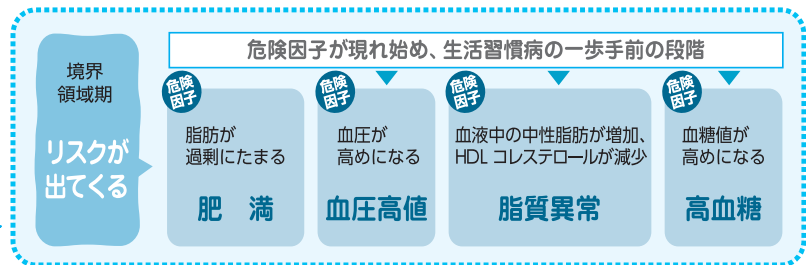 境界
領域期
リスクが
出てくる
危険因子が現れ始め、生活習慣病の一歩手前の段階
危険
因子
脂肪が
過剰にたまる
肥 満
危険
因子
血圧が
高めになる
血圧高値
危険
因子
血液中の中性脂肪が増加、
HDL コレステロールが減少
脂質異常
危険
因子
血糖値が
高めになる
高血糖